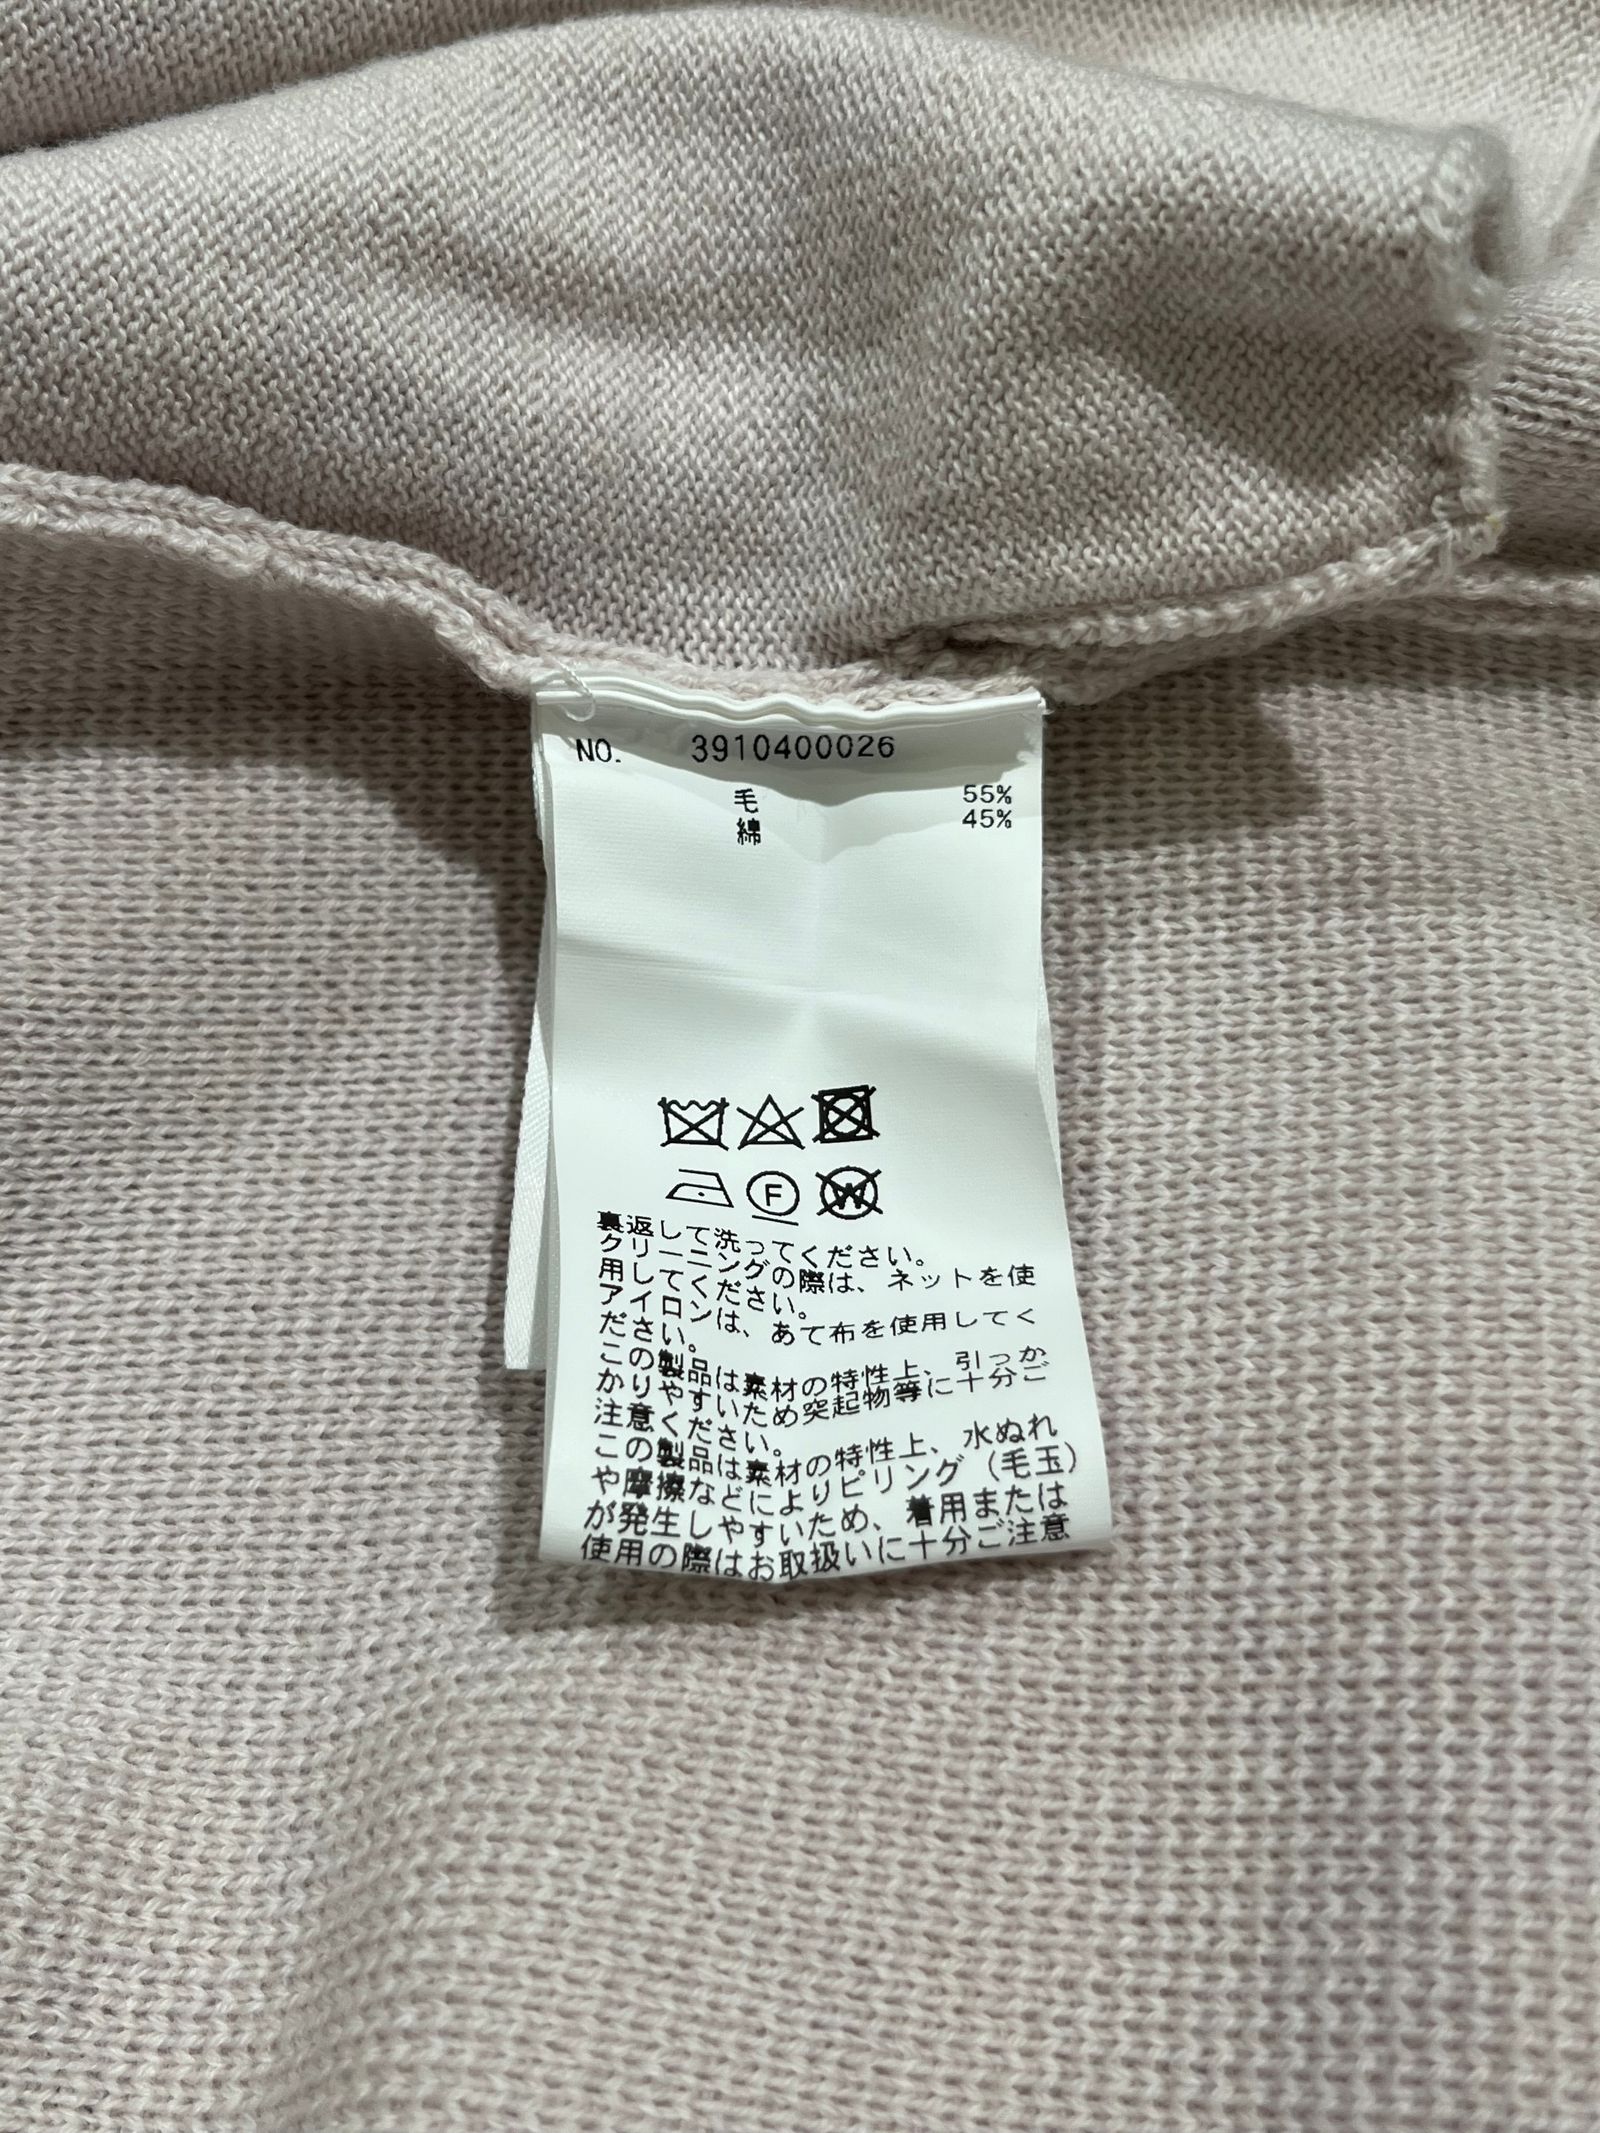 NO. 3910400026
毛 55%
綿 45%
F
W
裏返して洗ってください。
クリーニングの際は、ネットを使
用してください。
アイロンは、あて布を使用してく
ださい。
この製品は素材の特性上、引っか
かりやすいため突起物等に十分ご
注意ください。
この製品は素材の特性上、水ぬれ
や摩擦などによりピリング(毛玉)
が発生しやすいため、着用または
使用の際はお取扱いに十分ご注意